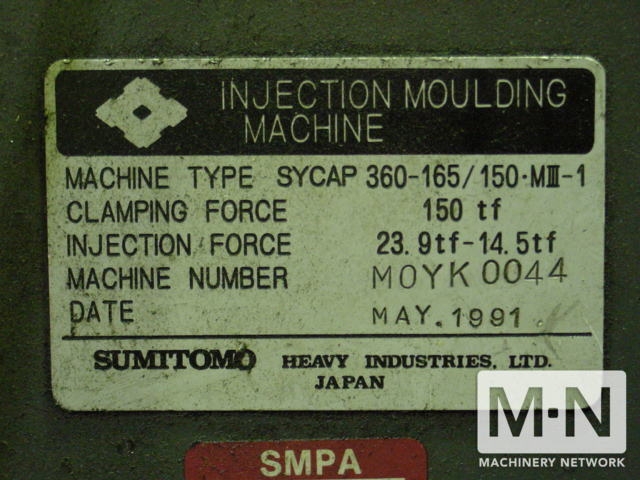 INJECTION MOULDING
MACHINE
MACHINE TYPE SYCAP 360-165/150·MⅢ-1
CLAMPING FORCE 150 tf
INJECTION FORCE 23.9tf-14.5tf
MACHINE NUMBER MOYK 0044
DATE MAY. 1991
SUMITOMO HEAVY INDUSTRIES, LTD.
JAPAN
M·N
MACHINERY NETWORK
SMPA